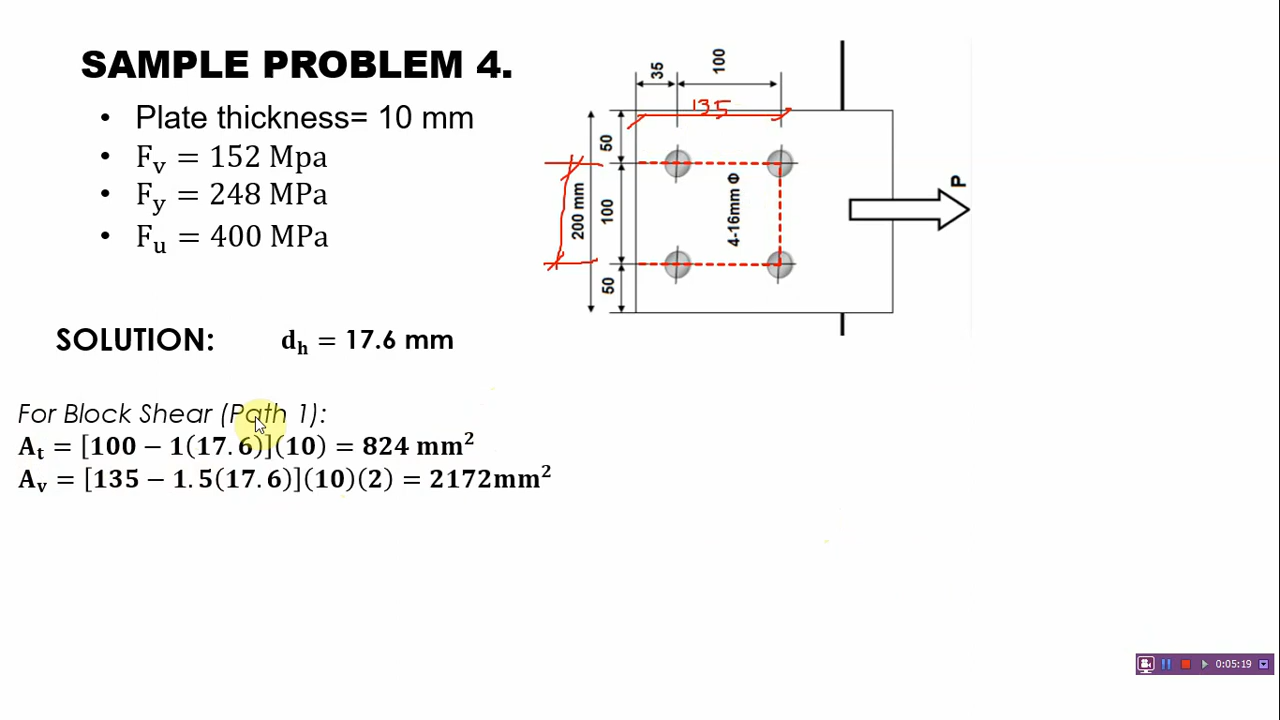 SAMPLE PROBLEM 4.
• Plate thickness= 10 mm
• Fᵥ = 152 Mpa
• F_y = 248 MPa
• Fᵤ = 400 MPa
35
100
135
50
200 mm
100
50
4-16mm Φ
P
SOLUTION: dₕ = 17.6 mm
For Block Shear (Path 1):
Aₜ = [100 − 1(17.6)](10) = 824 mm²
Aᵥ = [135 − 1.5(17.6)](10)(2) = 2172mm²
0:05:19